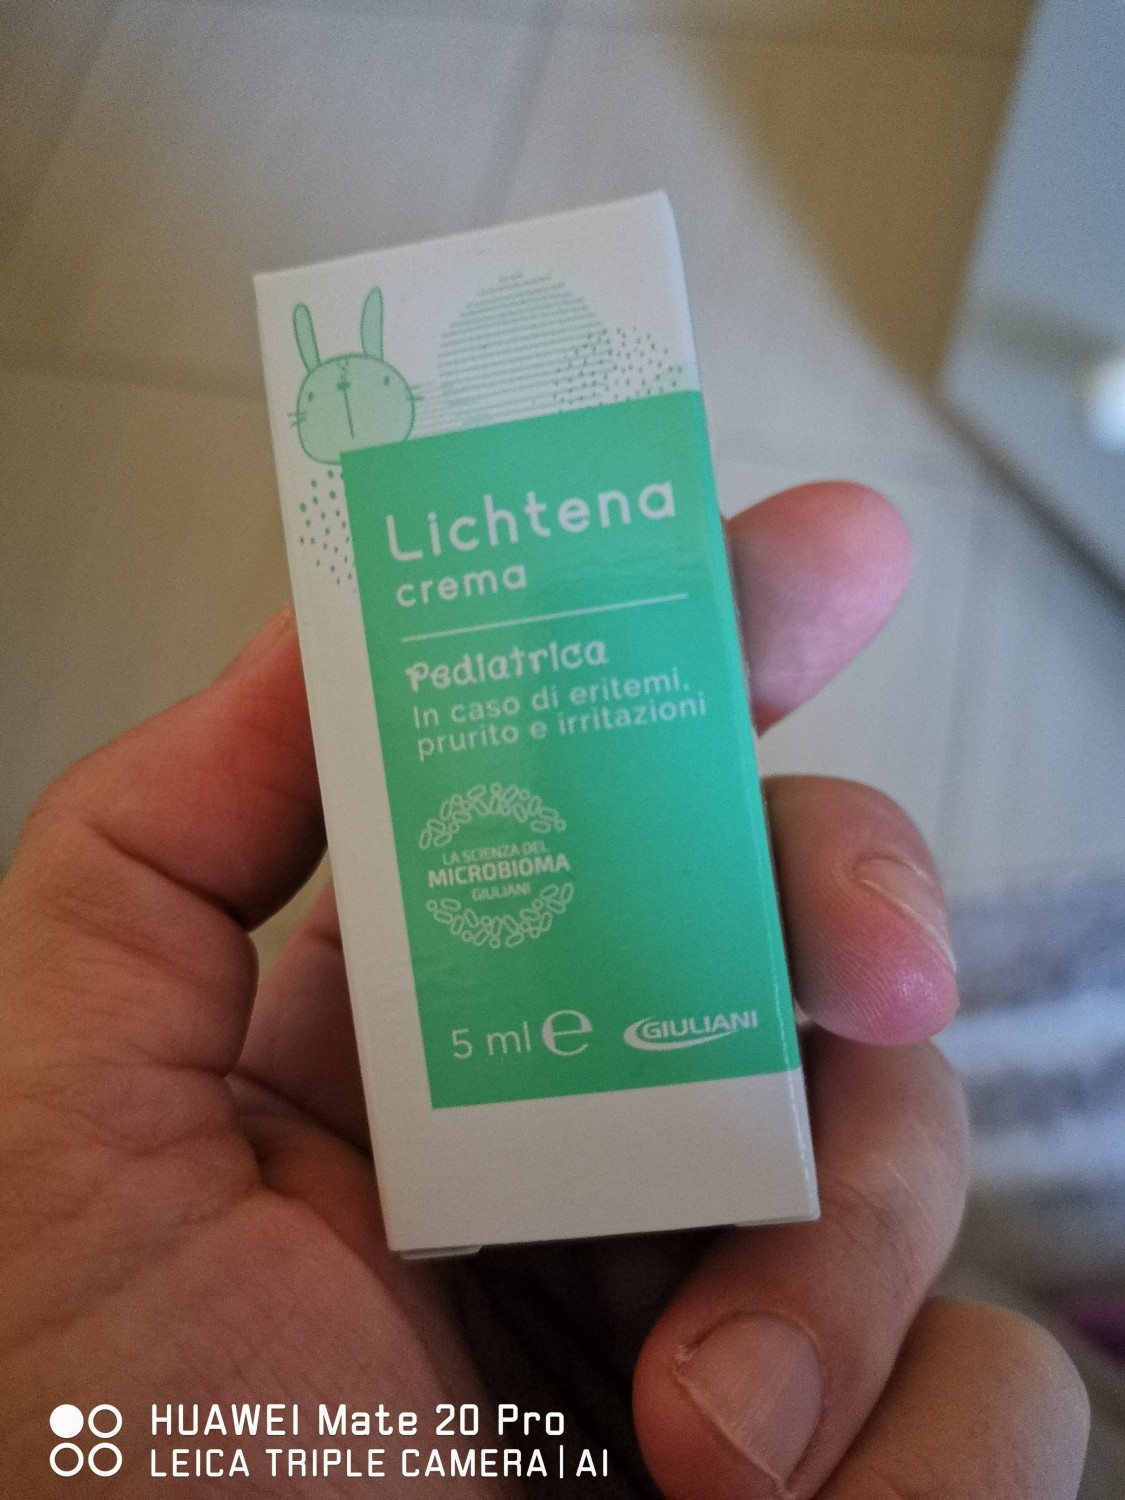 Lichtena
crema
Pediatrica
In caso di eritemi,
prurito e irritazioni
LA SCIENZA DEL
MICROBIOMA
GIULIANI
5 ml e
GIULIANI
HUAWEI Mate 20 Pro
LEICA TRIPLE CAMERA | AI